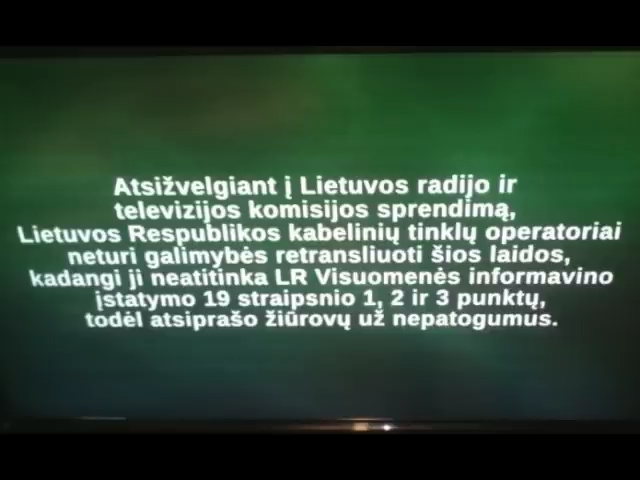 Atsižvelgiant į Lietuvos radijo ir
televizijos komisijos sprendimą,
Lietuvos Respublikos kabelinių tinklų operatoriai
neturi galimybės retransliuoti šios laidos,
kadangi ji neatitinka LR Visuomenės informavino
įstatymo 19 straipsnio 1, 2 ir 3 punktų,
todėl atsiprašo žiūrovų už nepatogumus.